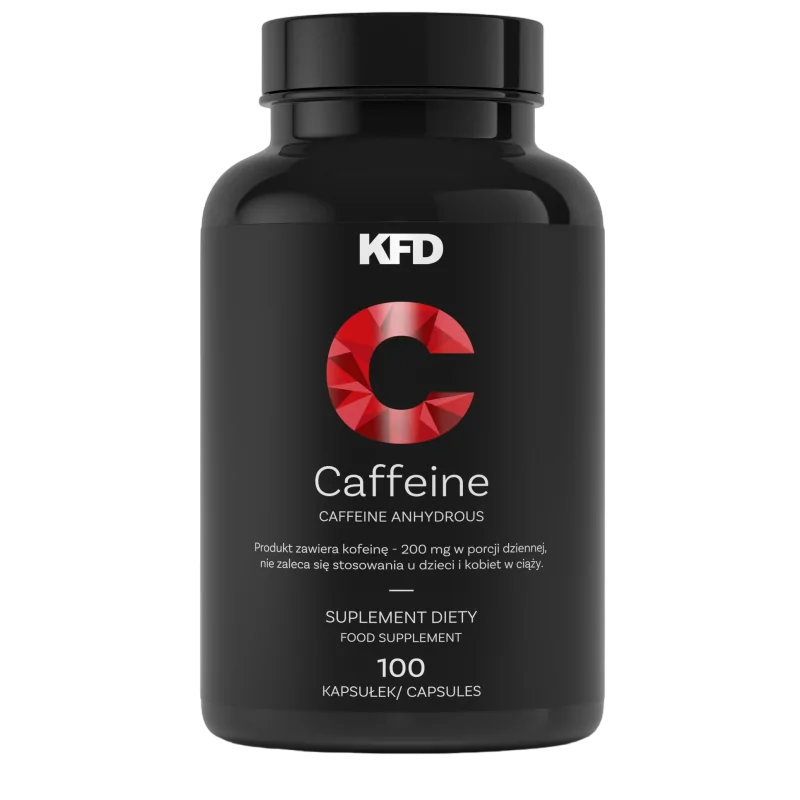 KFD
C
Caffeine
CAFFEINE ANHYDROUS
Produkt zawiera kofeinę - 200 mg w porcji dziennej,
nie zaleca się stosowania u dzieci i kobiet w ciąży.
SUPLEMENT DIETY
FOOD SUPPLEMENT
100
KAPSUŁEK/ CAPSULES